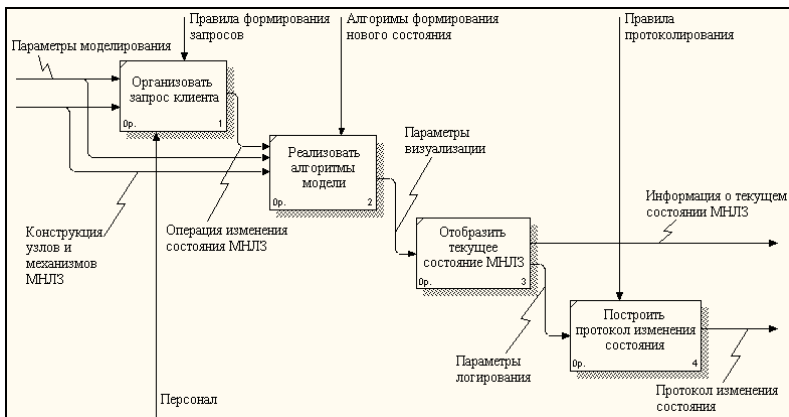 Правила формирования
запросов
Алгоримы формирования
нового состояния
Правила
протоколирования
Параметры моделирования
Организовать
запрос клиента
0р.
1
Реализовать
алгоритмы
модели
0р.
2
Параметры
визуализации
Конструкция
узлов и
механизмов
МНЛЗ
Операция изменения
состояния МНЛЗ
Отобразить
текущее
состояние МНЛЗ
0р.
3
Информация о текущем
состоянии МНЛЗ
Построить
протокол изменения
состояния
0р.
4
Параметры
логирования
Протокол изменения
состояния
Персонал